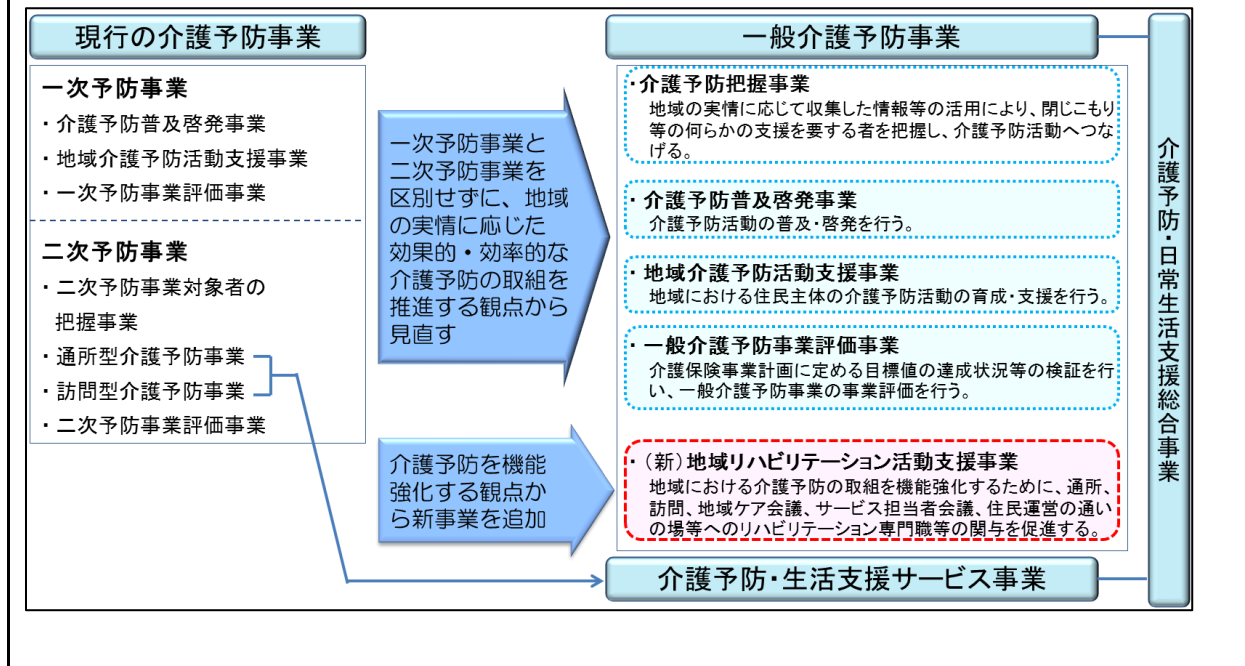 現行の介護予防事業
一次予防事業
・介護予防普及啓発事業
・地域介護予防活動支援事業
・一次予防事業評価事業
二次予防事業
・二次予防事業対象者の
把握事業
・通所型介護予防事業
・訪問型介護予防事業
・二次予防事業評価事業
一次予防事業と
二次予防事業を
区別せずに、地域
の実情に応じた
効果的・効率的な
介護予防の取組を
推進する観点から
見直す
介護予防を機能
強化する観点か
ら新事業を追加
一般介護予防事業
・介護予防把握事業
地域の実情に応じて収集した情報等の活用により、閉じこもり
等の何らかの支援を要する者を把握し、介護予防活動へつな
げる。
・介護予防普及啓発事業
介護予防活動の普及・啓発を行う。
・地域介護予防活動支援事業
地域における住民主体の介護予防活動の育成・支援を行う。
・一般介護予防事業評価事業
介護保険事業計画に定める目標値の達成状況等の検証を行
い、一般介護予防事業の事業評価を行う。
・（新）地域リハビリテーション活動支援事業
地域における介護予防の取組を機能強化するために、通所、
訪問、地域ケア会議、サービス担当者会議、住民運営の通い
の場等へのリハビリテーション専門職等の関与を促進する。
介護予防・生活支援サービス事業
介護予防・日常生活支援総合事業